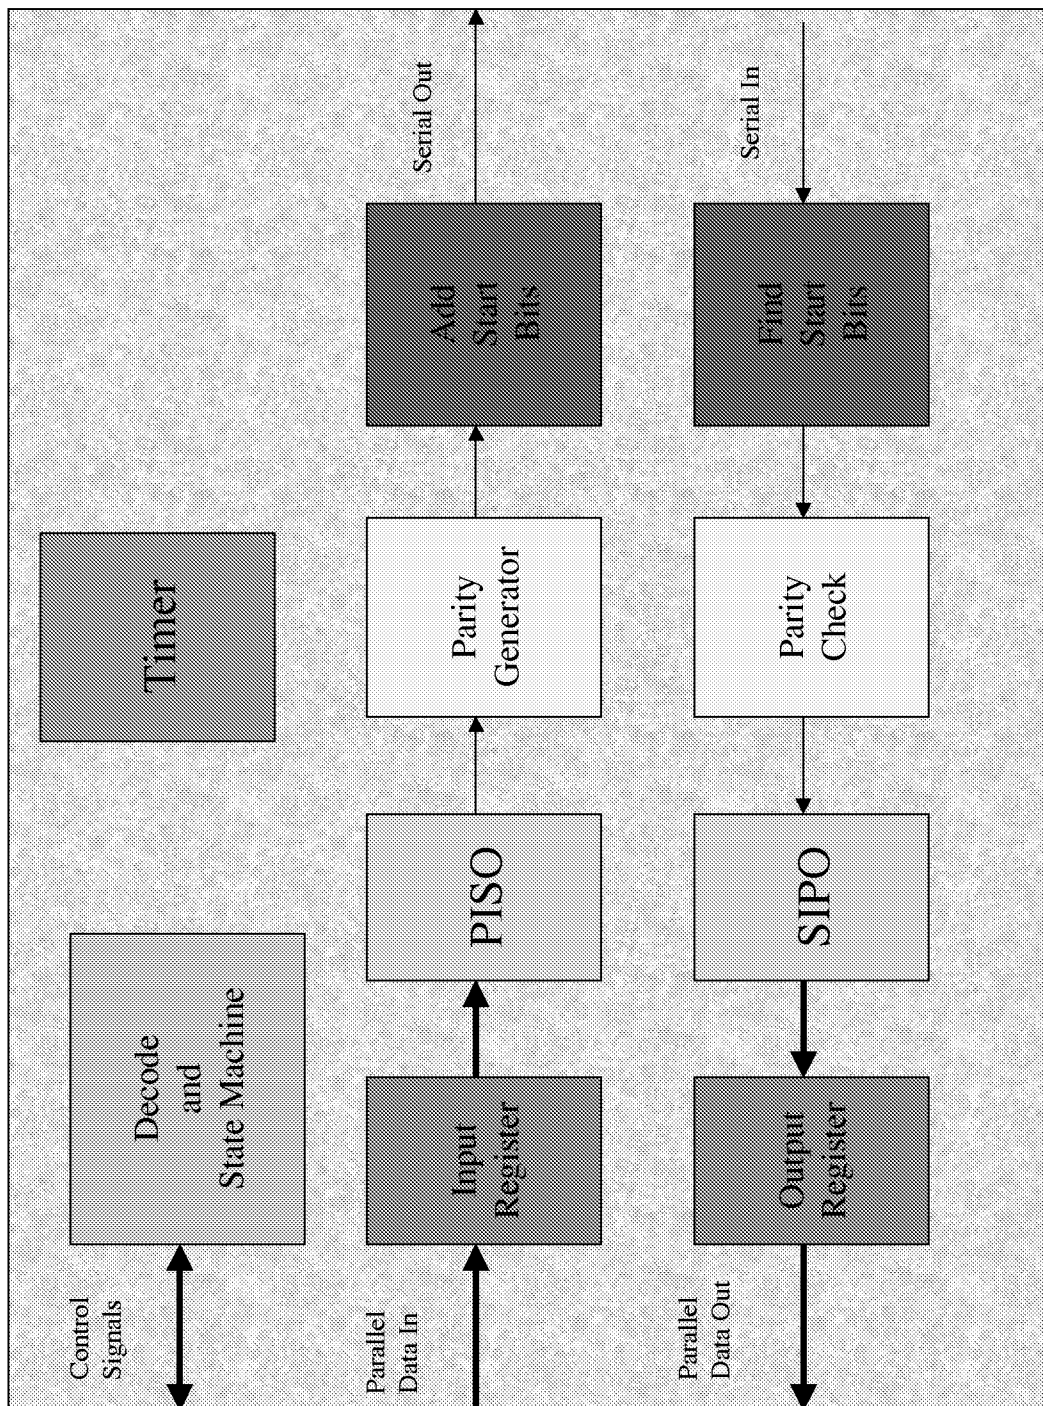 Control
Signals
Decode
and
State Machine
Timer
Parallel
Data In
Input
Register
PISO
Parity
Generator
Add
Start
Bits
Serial Out
Parallel
Data Out
Output
Register
SIPO
Parity
Check
Find
Start
Bits
Serial In